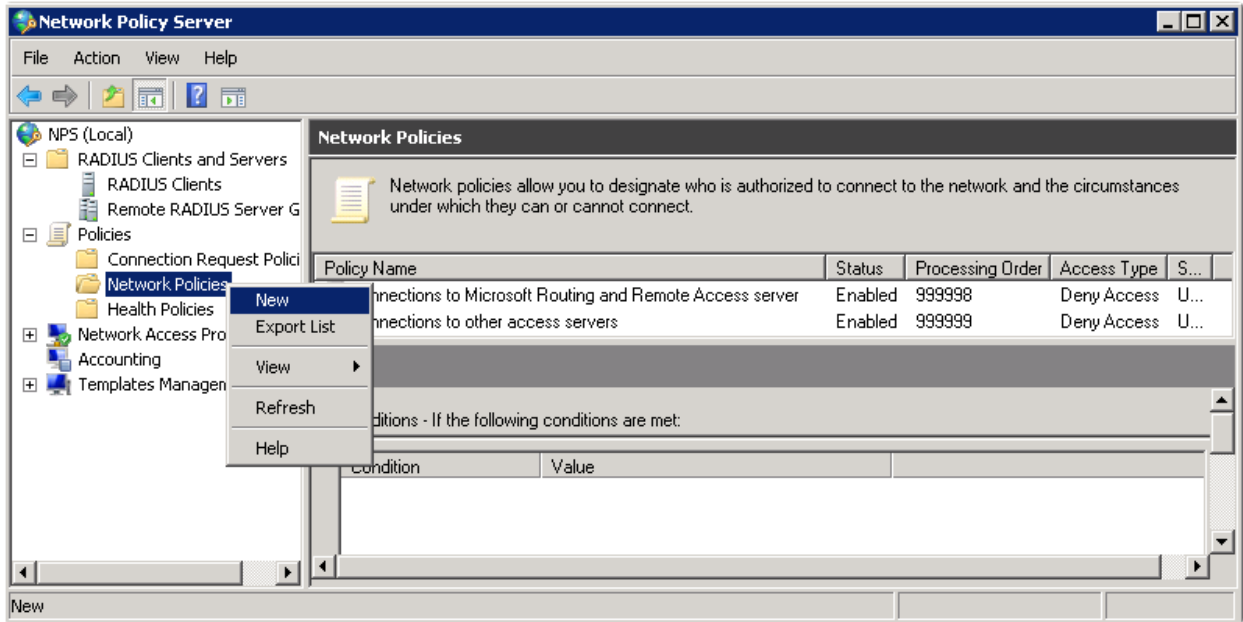 Network Policy Server
File Action View Help
NPS (Local)
RADIUS Clients and Servers
RADIUS Clients
Remote RADIUS Server G
Policies
Connection Request Polici
Network Policies
Health Policies
Network Access Pro
Accounting
Templates Managen
New
Export List
View
Refresh
Help
Network Policies
Network policies allow you to designate who is authorized to connect to the network and the circumstances
under which they can or cannot connect.
Policy Name Status Processing Order Access Type S...
nnections to Microsoft Routing and Remote Access server Enabled 999998 Deny Access U...
nnections to other access servers Enabled 999999 Deny Access U...
ditions - If the following conditions are met:
Condition Value
New